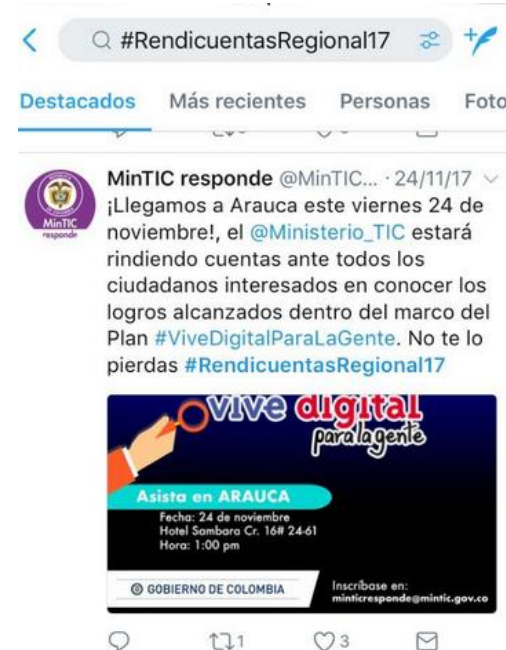 #RendicuentasRegional17
Destacados Más recientes Personas Foto
MinTIC
responde
MinTIC responde @MinTIC... · 24/11/17
¡Llegamos a Arauca este viernes 24 de
noviembre!, el @Ministerio_TIC estará
rindiendo cuentas ante todos los
ciudadanos interesados en conocer los
logros alcanzados dentro del marco del
Plan #ViveDigitalParaLaGente. No te lo
pierdas #RendicuentasRegional17
vive digital
para la gente
Asista en ARAUCA
Fecha: 24 de noviembre
Hotel Sambara Cr. 16# 24-61
Hora: 1:00 pm
GOBIERNO DE COLOMBIA
Inscríbase en:
minticresponde@mintic.gov.co
1 3